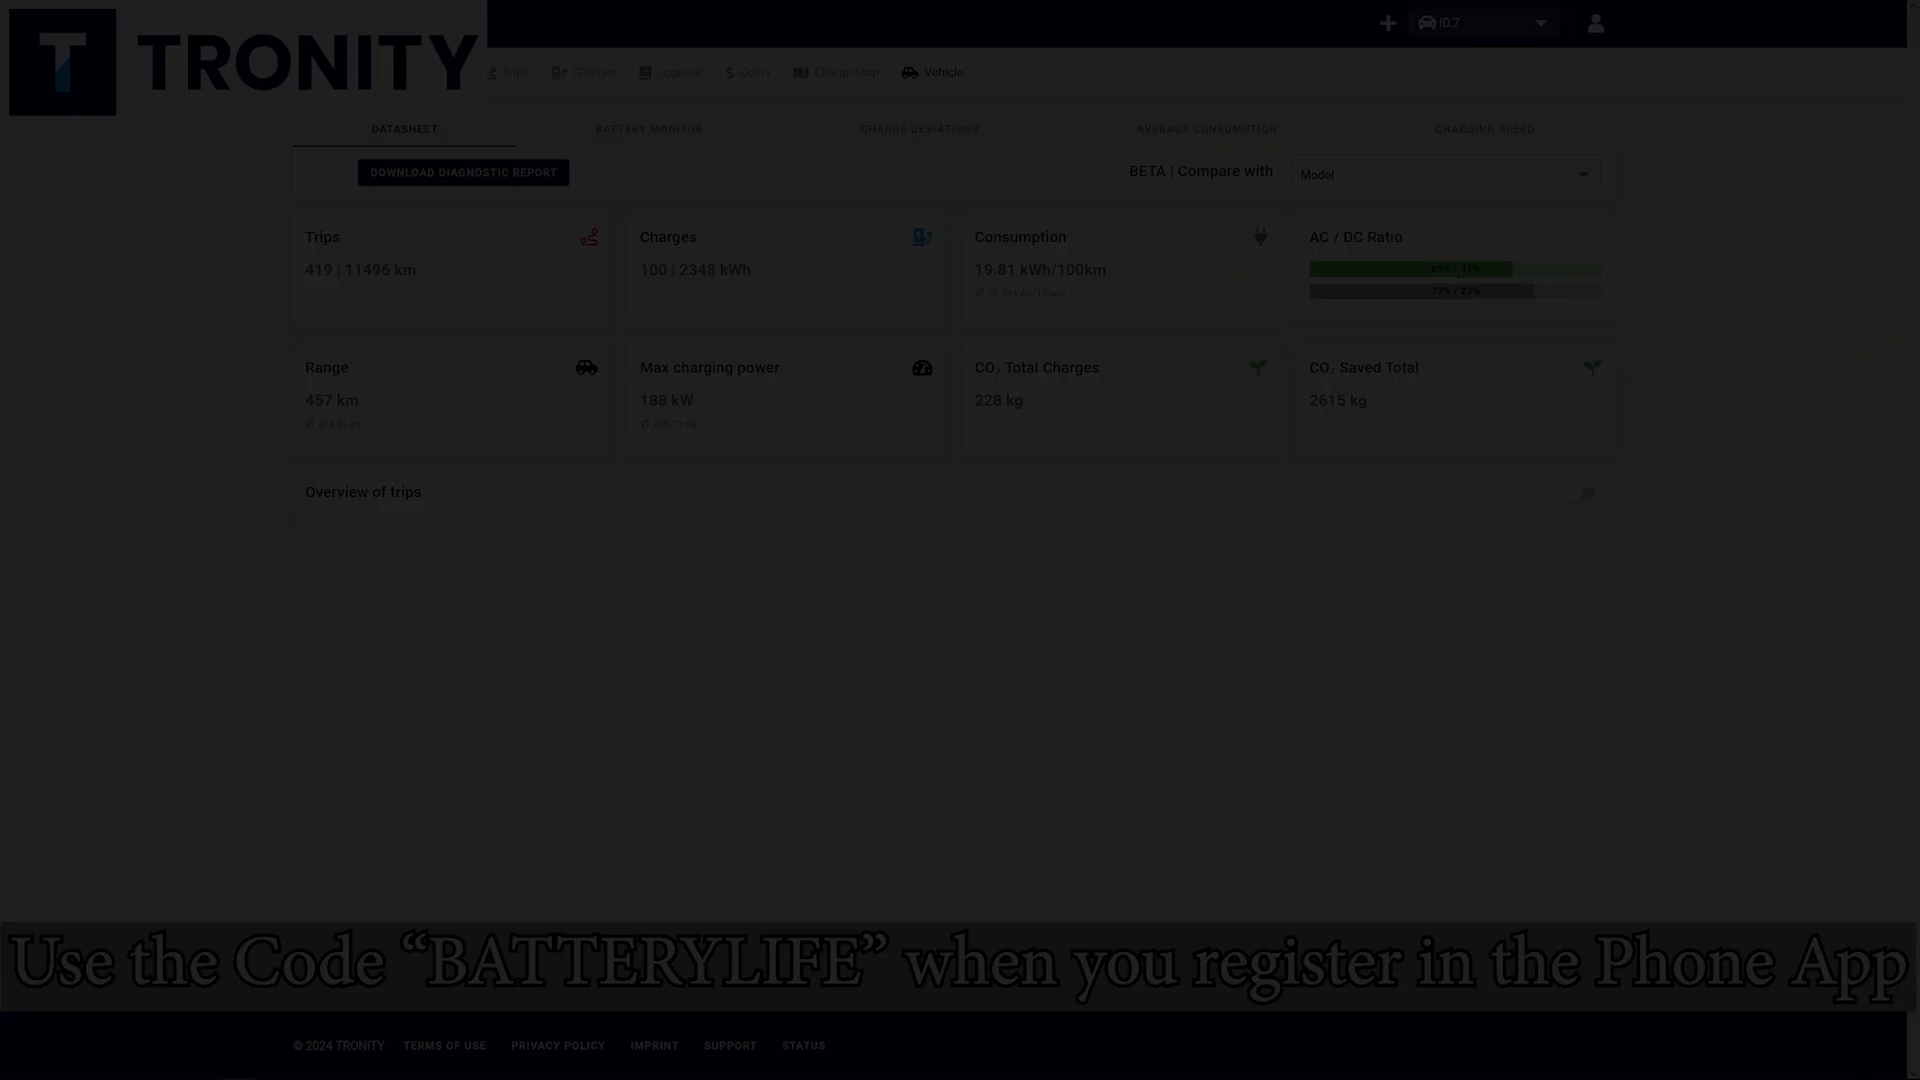 TRONITY
ID.7
Trips
Charges
Logbook
Costs
Charge Map
Vehicle
DATASHEET
BATTERY MONITOR
CHARGE DEVIATIONS
AVERAGE CONSUMPTION
CHARGING SPEED
DOWNLOAD DIAGNOSTIC REPORT
BETA | Compare with
Model
Trips
419 | 11496 km
Charges
100 | 2348 kWh
Consumption
19.81 kWh/100km
AC / DC Ratio
69% / 31%
77% / 23%
Range
457 km
Max charging power
188 kW
CO₂ Total Charges
228 kg
CO₂ Saved Total
2615 kg
Overview of trips
Use the Code “BATTERYLIFE” when you register in the Phone App
© 2024 TRONITY
TERMS OF USE
PRIVACY POLICY
IMPRINT
SUPPORT
STATUS